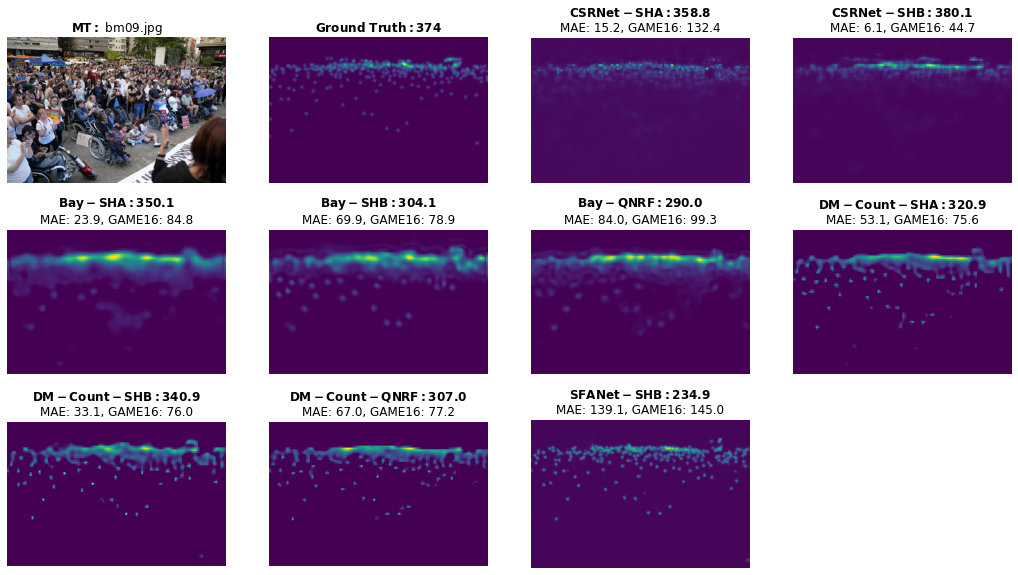 MT: bm09.jpg
Ground Truth: 374
CSRNet − SHA: 358.8
MAE: 15.2, GAME16: 132.4
CSRNet − SHB: 380.1
MAE: 6.1, GAME16: 44.7
Bay − SHA: 350.1
MAE: 23.9, GAME16: 84.8
Bay − SHB: 304.1
MAE: 69.9, GAME16: 78.9
Bay − QNRF: 290.0
MAE: 84.0, GAME16: 99.3
DM − Count − SHA: 320.9
MAE: 53.1, GAME16: 75.6
DM − Count − SHB: 340.9
MAE: 33.1, GAME16: 76.0
DM − Count − QNRF: 307.0
MAE: 67.0, GAME16: 77.2
SFANet − SHB: 234.9
MAE: 139.1, GAME16: 145.0